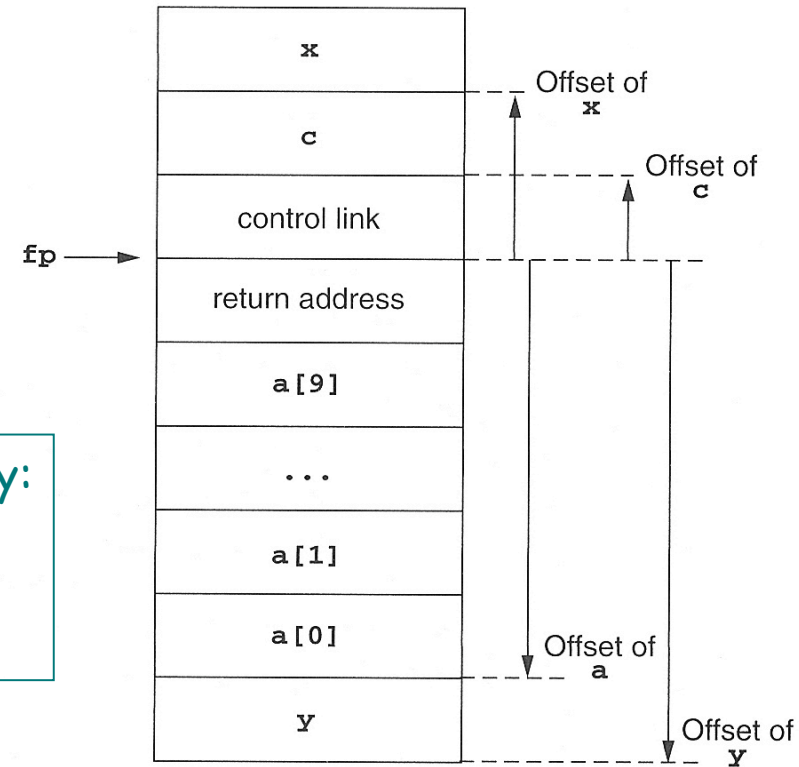 x
Offset of
x
c
Offset of
c
control link
fp
return address
a[9]
y:
...
a[1]
a[0]
Offset of
a
y
Offset of
y